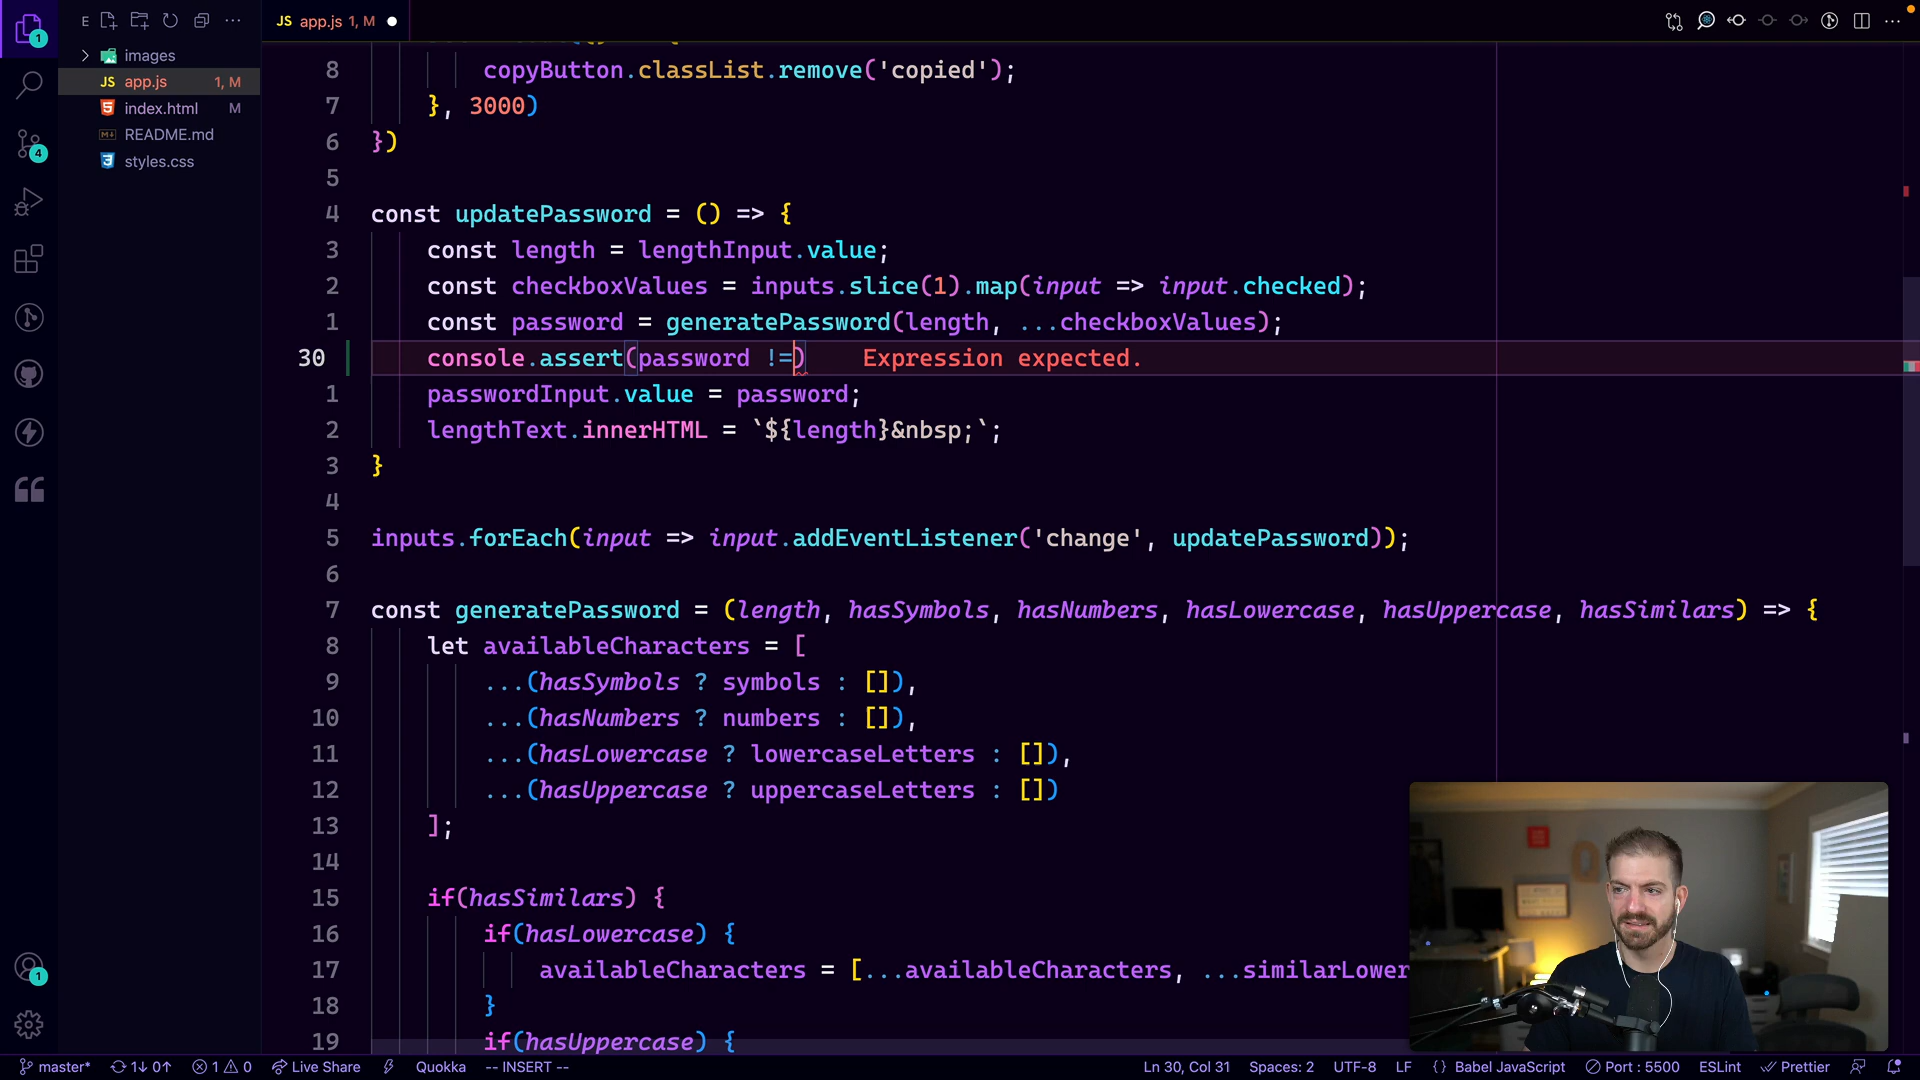 E
JS app.js 1, M
images
JS app.js 1, M
index.html M
README.md
styles.css
8 copyButton.classList.remove('copied');
7 }, 3000)
6 })
5
4 const updatePassword = () => {
3 const length = lengthInput.value;
2 const checkboxValues = inputs.slice(1).map(input => input.checked);
1 const password = generatePassword(length, ...checkboxValues);
30 console.assert(password !=) Expression expected.
1 passwordInput.value = password;
2 lengthText.innerHTML = `${length}&nbsp;`;
3 }
4
5 inputs.forEach(input => input.addEventListener('change', updatePassword));
6
7 const generatePassword = (length, hasSymbols, hasNumbers, hasLowercase, hasUppercase, hasSimilars) => {
8 let availableCharacters = [
9 ...(hasSymbols ? symbols : []),
10 ...(hasNumbers ? numbers : []),
11 ...(hasLowercase ? lowercaseLetters : []),
12 ...(hasUppercase ? uppercaseLetters : [])
13 ];
14
15 if(hasSimilars) {
16 if(hasLowercase) {
17 availableCharacters = [...availableCharacters, ...similarLower
18 }
19 if(hasUppercase) {
1
4
1
master* 1↓ 0↑ 1 0 Live Share Quokka -- INSERT -- Ln 30, Col 31 Spaces: 2 UTF-8 LF {} Babel JavaScript Port : 5500 ESLint Prettier